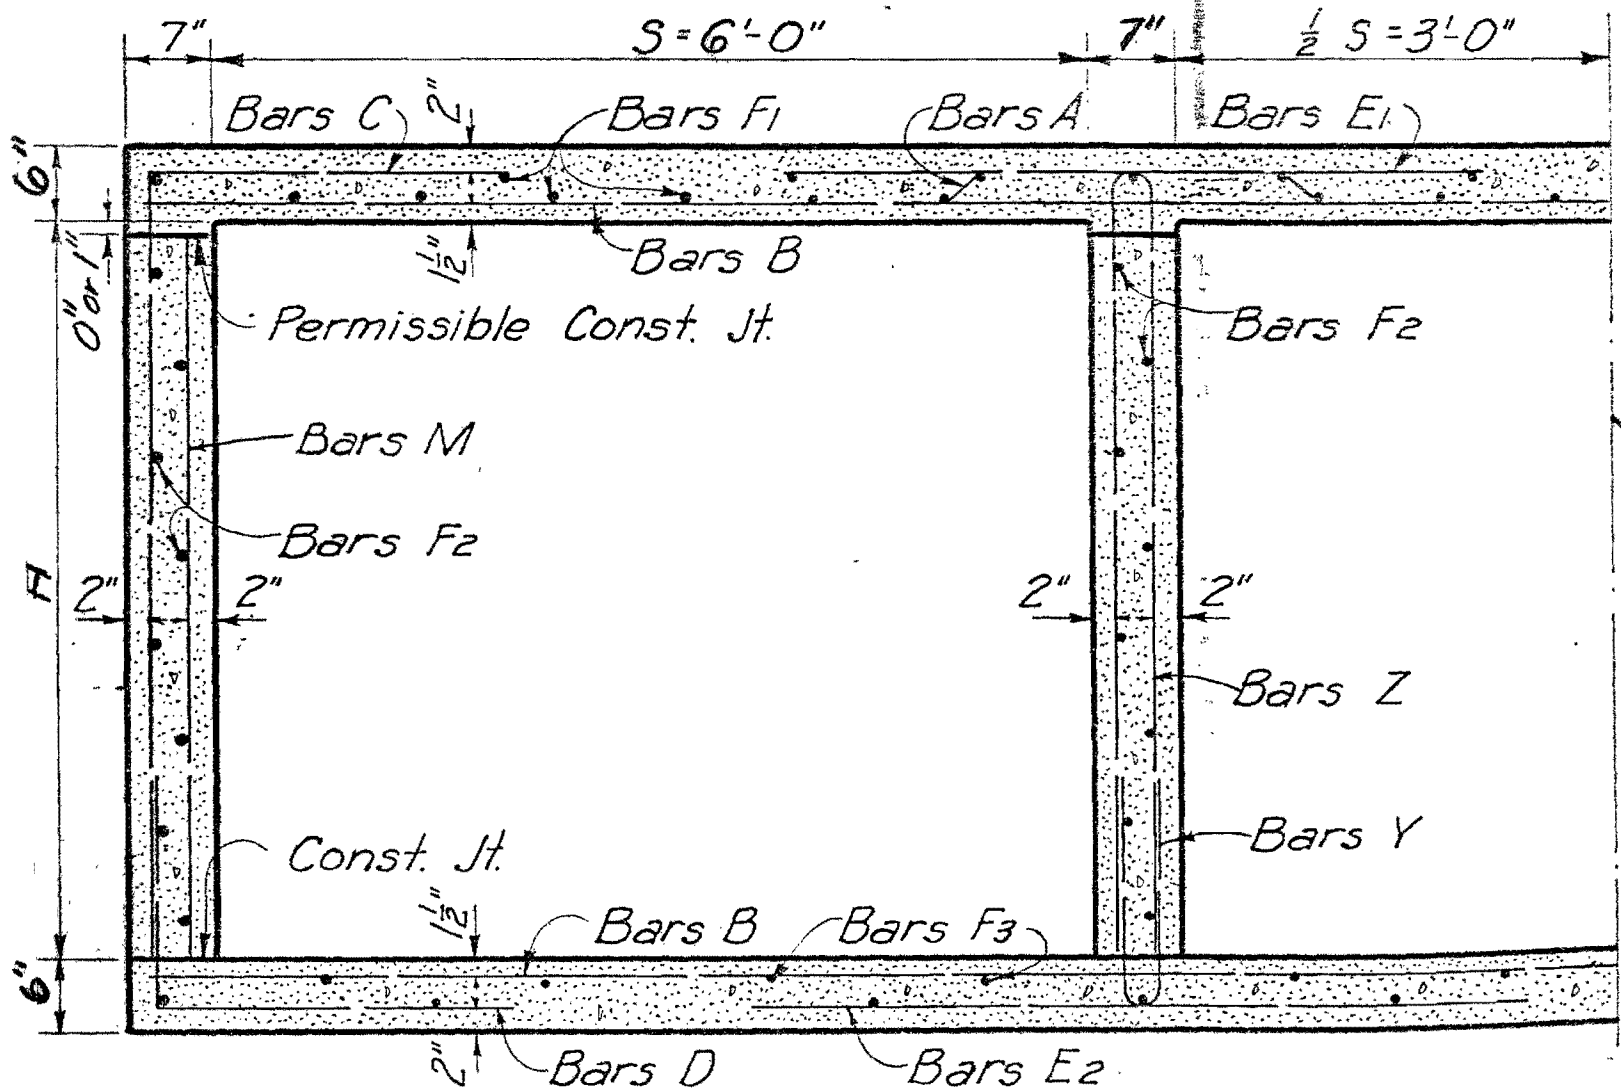 7" S = 6'-0" 7" ½ S = 3'-0"
Bars C 2" Bars F1 Bars A Bars E1
6"
0" or 1" 1½" Bars B
Permissible Const. Jt. Bars F2
Bars M
Bars F2
H 2" 2" 2" 2"
Bars Z
Bars Y
Const. Jt. 1½"
Bars B Bars F3
6"
2" Bars D Bars E2